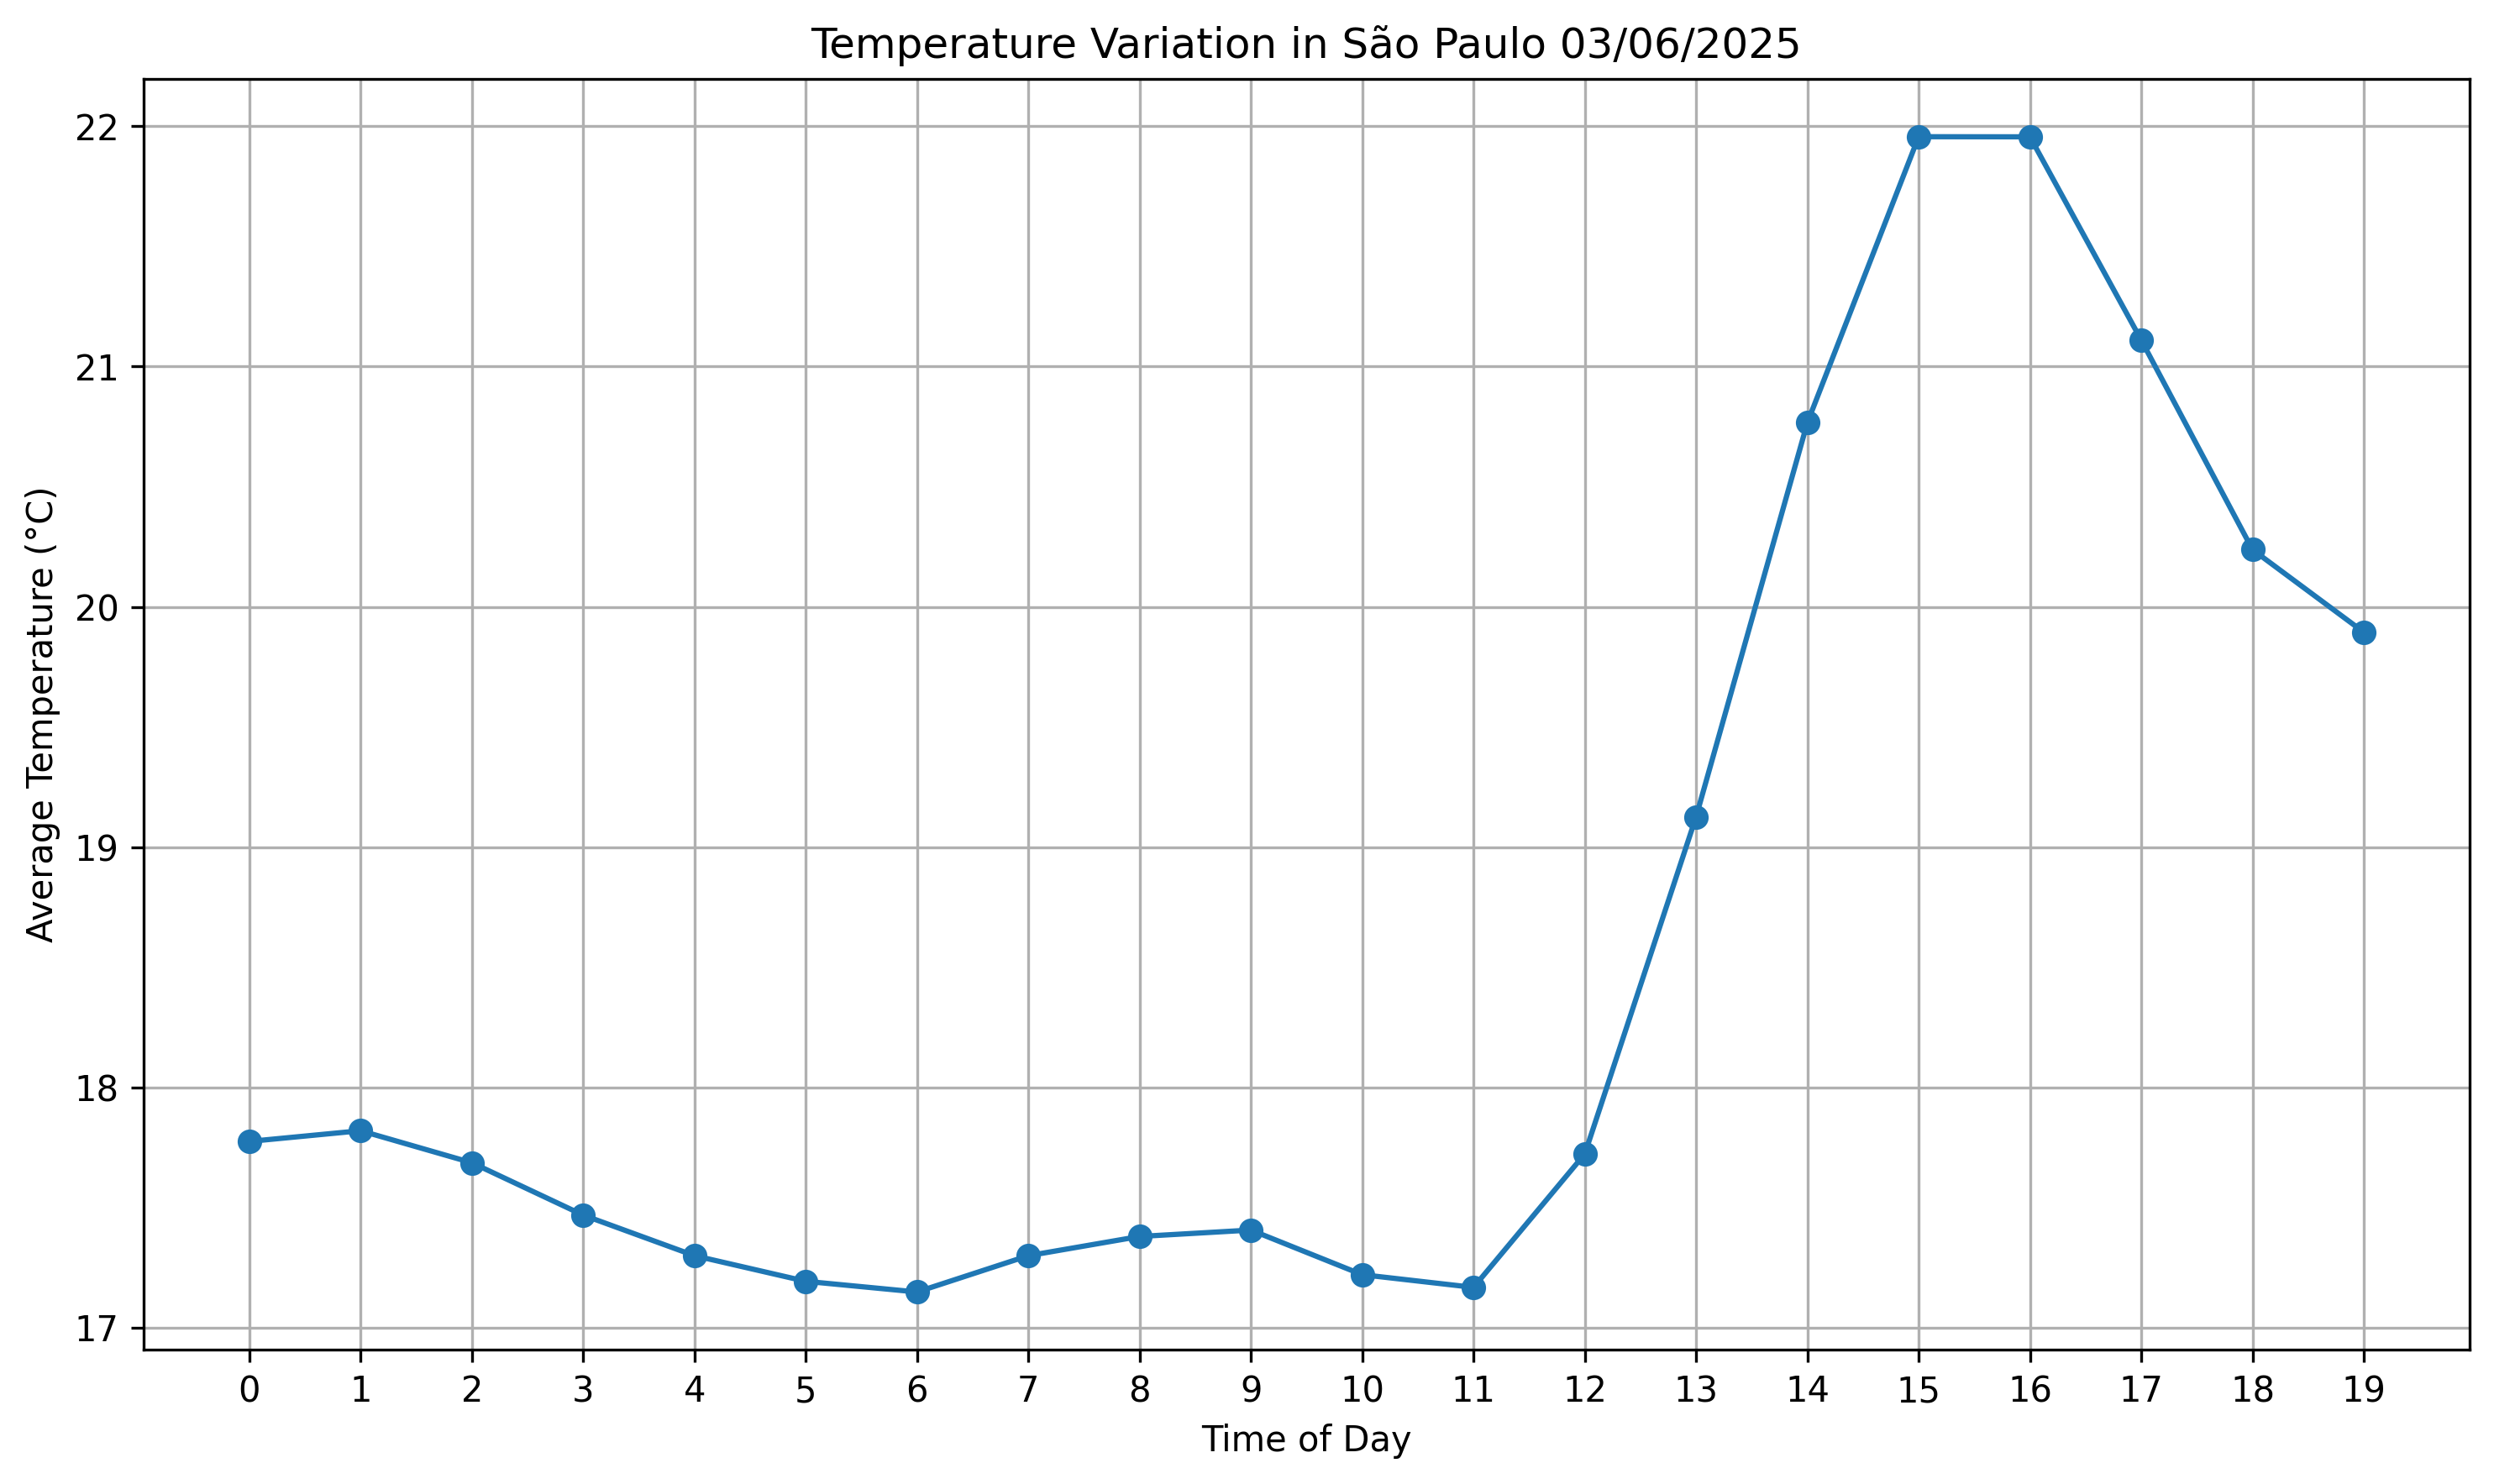 Temperature Variation in São Paulo 03/06/2025
22
21
20
19
18
17
Average Temperature (°C)
0 1 2 3 4 5 6 7 8 9 10 11 12 13 14 15 16 17 18 19
Time of Day